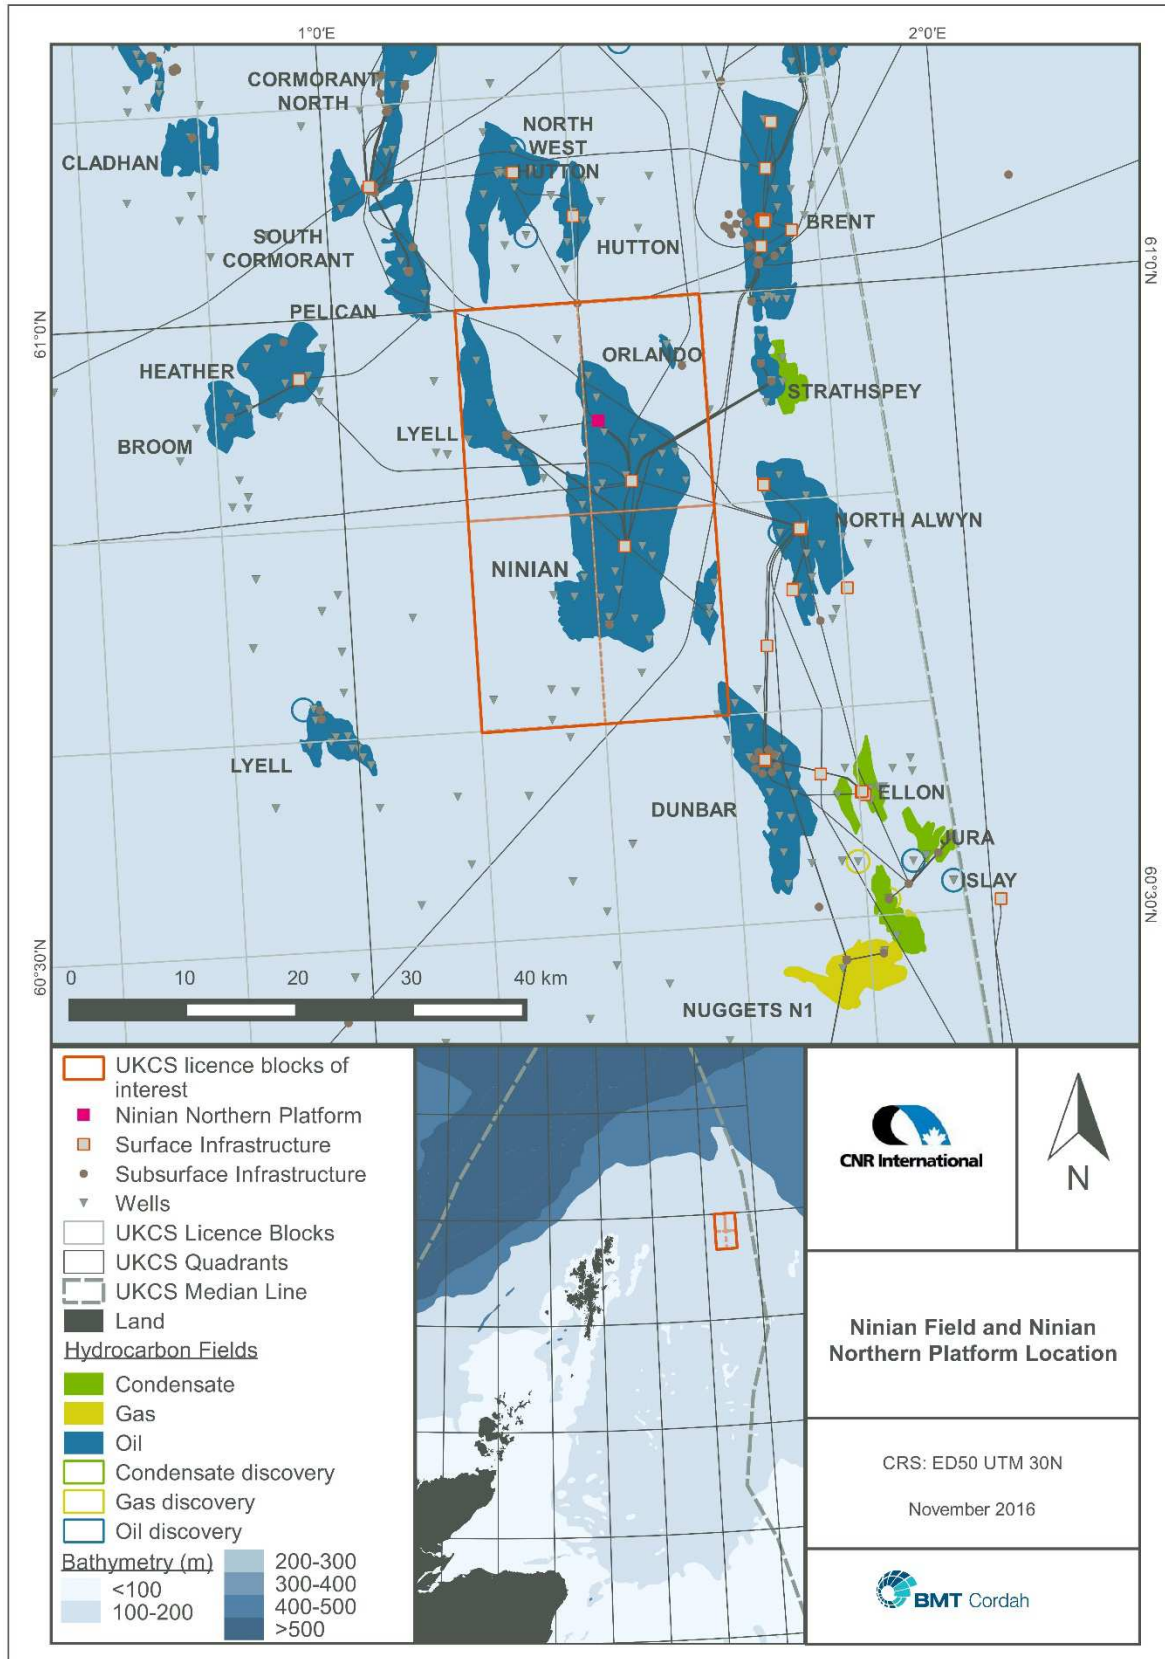 1°0'E
2°0'E
CORMORANT
NORTH
NORTH
WEST
HUTTON
CLADHAN
BRENT
SOUTH
CORMORANT
HUTTON
61°0'N
PELICAN
61°0'N
ORLANDO
HEATHER
STRATHSPEY
LYELL
BROOM
NORTH ALWYN
NINIAN
LYELL
DUNBAR
ELLON
JURA
ISLAY
60°30'N
60°30'N
0 10 20 30 40 km
NUGGETS N1
UKCS licence blocks of
interest
Ninian Northern Platform
Surface Infrastructure
Subsurface Infrastructure
Wells
UKCS Licence Blocks
UKCS Quadrants
UKCS Median Line
Land
Hydrocarbon Fields
Condensate
Gas
Oil
Condensate discovery
Gas discovery
Oil discovery
Bathymetry (m)
<100
100-200
200-300
300-400
400-500
>500
CNR International
N
Ninian Field and Ninian
Northern Platform Location
CRS: ED50 UTM 30N
November 2016
BMT Cordah